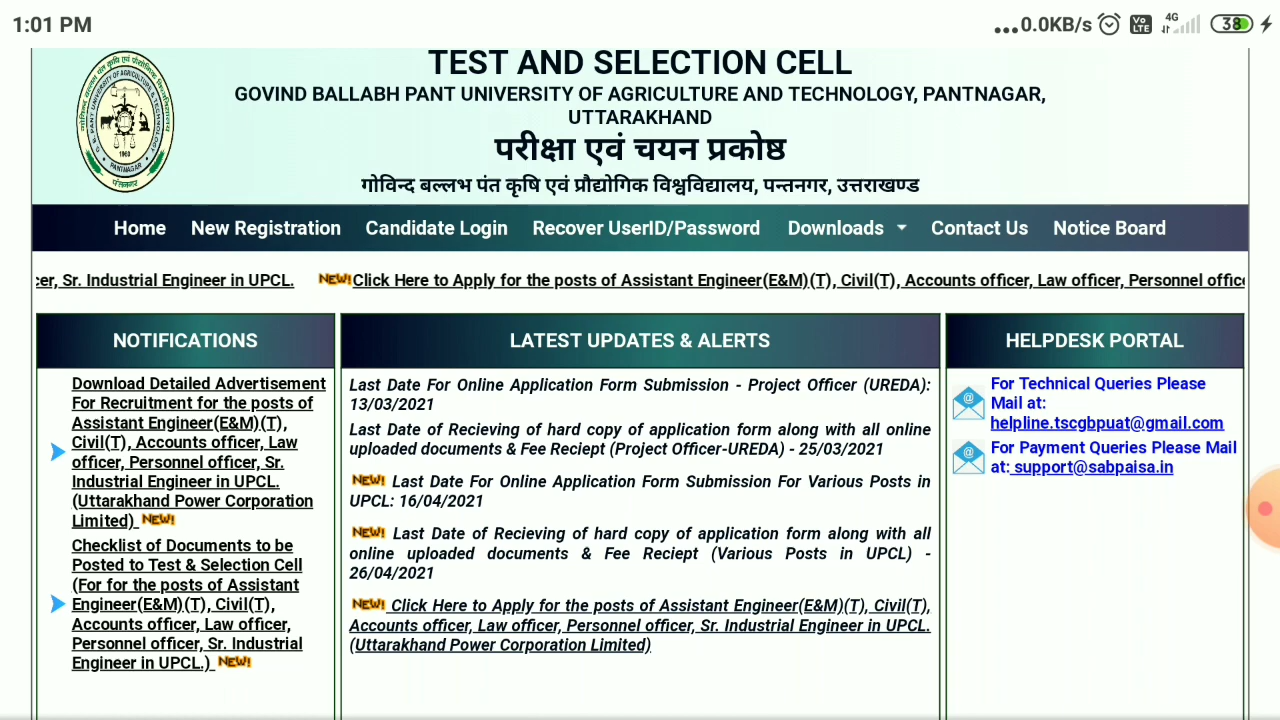 1:01 PM
...0.0KB/s
Vo LTE
4G
38
TEST AND SELECTION CELL
GOVIND BALLABH PANT UNIVERSITY OF AGRICULTURE AND TECHNOLOGY, PANTNAGAR,
UTTARAKHAND
परीक्षा एवं चयन प्रकोष्ठ
गोविन्द बल्लभ पंत कृषि एवं प्रौद्योगिक विश्वविद्यालय, पन्तनगर, उत्तराखण्ड
1960
PANTNAGAR
पंतनगर
Home New Registration Candidate Login Recover UserID/Password Downloads Contact Us Notice Board
cer, Sr. Industrial Engineer in UPCL. NEW! Click Here to Apply for the posts of Assistant Engineer(E&M)(T), Civil(T), Accounts officer, Law officer, Personnel office
NOTIFICATIONS
Download Detailed Advertisement
For Recruitment for the posts of
Assistant Engineer(E&M)(T),
Civil(T), Accounts officer, Law
officer, Personnel officer, Sr.
Industrial Engineer in UPCL.
(Uttarakhand Power Corporation
Limited) NEW!
Checklist of Documents to be
Posted to Test & Selection Cell
(For for the posts of Assistant
Engineer(E&M)(T), Civil(T),
Accounts officer, Law officer,
Personnel officer, Sr. Industrial
Engineer in UPCL.) NEW!
LATEST UPDATES & ALERTS
Last Date For Online Application Form Submission - Project Officer (UREDA):
13/03/2021
Last Date of Recieving of hard copy of application form along with all online
uploaded documents & Fee Reciept (Project Officer-UREDA) - 25/03/2021
NEW! Last Date For Online Application Form Submission For Various Posts in
UPCL: 16/04/2021
NEW! Last Date of Recieving of hard copy of application form along with all
online uploaded documents & Fee Reciept (Various Posts in UPCL) -
26/04/2021
NEW! Click Here to Apply for the posts of Assistant Engineer(E&M)(T), Civil(T),
Accounts officer, Law officer, Personnel officer, Sr. Industrial Engineer in UPCL.
(Uttarakhand Power Corporation Limited)
HELPDESK PORTAL
For Technical Queries Please
Mail at:
helpline.tscgbpuat@gmail.com
For Payment Queries Please Mail
at: support@sabpaisa.in